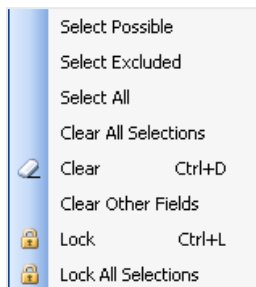 Select Possible
Select Excluded
Select All
Clear All Selections
Clear Ctrl+D
Clear Other Fields
Lock Ctrl+L
Lock All Selections